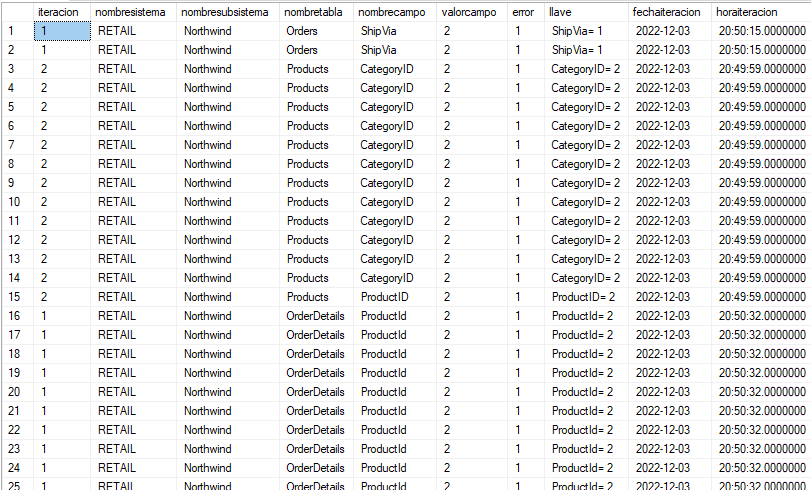 iteracion nombresistema nombresubsistema nombretabla nombrecampo valorcampo error llave fechaiteracion horaiteracion
1 1 RETAIL Northwind Orders ShipVia 2 1 ShipVia= 1 2022-12-03 20:50:15.0000000
2 1 RETAIL Northwind Orders ShipVia 2 1 ShipVia= 1 2022-12-03 20:50:15.0000000
3 2 RETAIL Northwind Products CategoryID 2 1 CategoryID= 2 2022-12-03 20:49:59.0000000
4 2 RETAIL Northwind Products CategoryID 2 1 CategoryID= 2 2022-12-03 20:49:59.0000000
5 2 RETAIL Northwind Products CategoryID 2 1 CategoryID= 2 2022-12-03 20:49:59.0000000
6 2 RETAIL Northwind Products CategoryID 2 1 CategoryID= 2 2022-12-03 20:49:59.0000000
7 2 RETAIL Northwind Products CategoryID 2 1 CategoryID= 2 2022-12-03 20:49:59.0000000
8 2 RETAIL Northwind Products CategoryID 2 1 CategoryID= 2 2022-12-03 20:49:59.0000000
9 2 RETAIL Northwind Products CategoryID 2 1 CategoryID= 2 2022-12-03 20:49:59.0000000
10 2 RETAIL Northwind Products CategoryID 2 1 CategoryID= 2 2022-12-03 20:49:59.0000000
11 2 RETAIL Northwind Products CategoryID 2 1 CategoryID= 2 2022-12-03 20:49:59.0000000
12 2 RETAIL Northwind Products CategoryID 2 1 CategoryID= 2 2022-12-03 20:49:59.0000000
13 2 RETAIL Northwind Products CategoryID 2 1 CategoryID= 2 2022-12-03 20:49:59.0000000
14 2 RETAIL Northwind Products CategoryID 2 1 CategoryID= 2 2022-12-03 20:49:59.0000000
15 2 RETAIL Northwind Products ProductID 2 1 ProductID= 2 2022-12-03 20:49:59.0000000
16 1 RETAIL Northwind OrderDetails ProductId 2 1 ProductId= 2 2022-12-03 20:50:32.0000000
17 1 RETAIL Northwind OrderDetails ProductId 2 1 ProductId= 2 2022-12-03 20:50:32.0000000
18 1 RETAIL Northwind OrderDetails ProductId 2 1 ProductId= 2 2022-12-03 20:50:32.0000000
19 1 RETAIL Northwind OrderDetails ProductId 2 1 ProductId= 2 2022-12-03 20:50:32.0000000
20 1 RETAIL Northwind OrderDetails ProductId 2 1 ProductId= 2 2022-12-03 20:50:32.0000000
21 1 RETAIL Northwind OrderDetails ProductId 2 1 ProductId= 2 2022-12-03 20:50:32.0000000
22 1 RETAIL Northwind OrderDetails ProductId 2 1 ProductId= 2 2022-12-03 20:50:32.0000000
23 1 RETAIL Northwind OrderDetails ProductId 2 1 ProductId= 2 2022-12-03 20:50:32.0000000
24 1 RETAIL Northwind OrderDetails ProductId 2 1 ProductId= 2 2022-12-03 20:50:32.0000000
25 1 RETAIL Northwind OrderDetails ProductId 2 1 ProductId= 2 2022-12-03 20:50:32.0000000